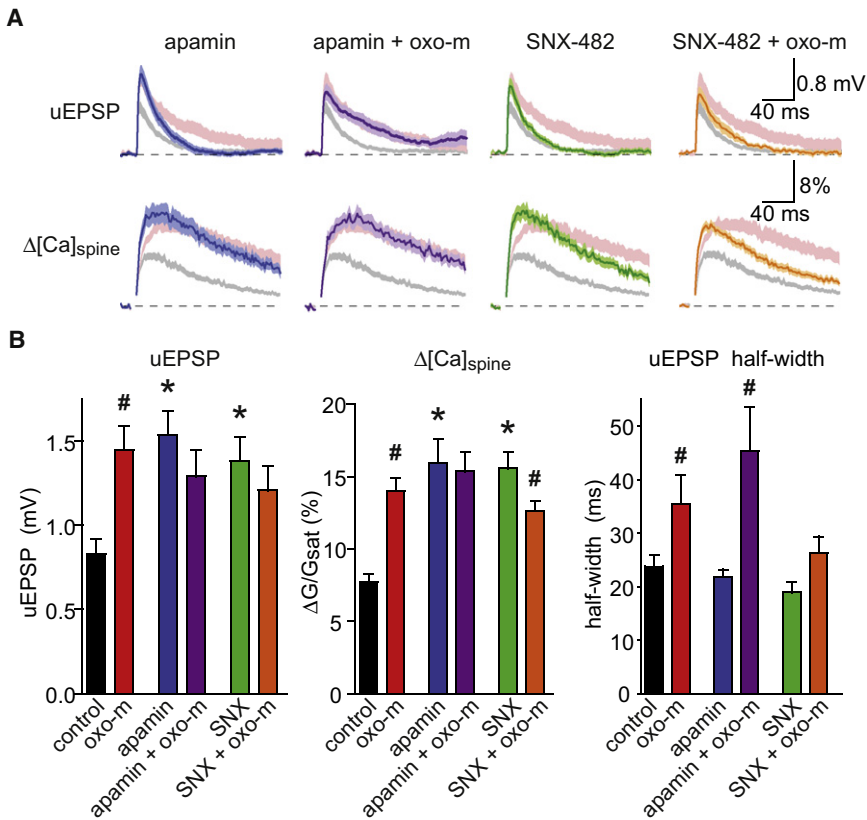 A
apamin apamin + oxo-m SNX-482 SNX-482 + oxo-m
uEPSP
0.8 mV
40 ms
Δ[Ca]spine
8%
40 ms
B
uEPSP Δ[Ca]spine uEPSP half-width
uEPSP (mV)
1.5
1.0
0.5
0.0
# * *
control
oxo-m
apamin
apamin + oxo-m
SNX
SNX + oxo-m
ΔG/Gsat (%)
20
15
10
5
0
# * * #
control
oxo-m
apamin
apamin + oxo-m
SNX
SNX + oxo-m
half-width (ms)
50
40
30
20
10
0
# #
control
oxo-m
apamin
apamin + oxo-m
SNX
SNX + oxo-m